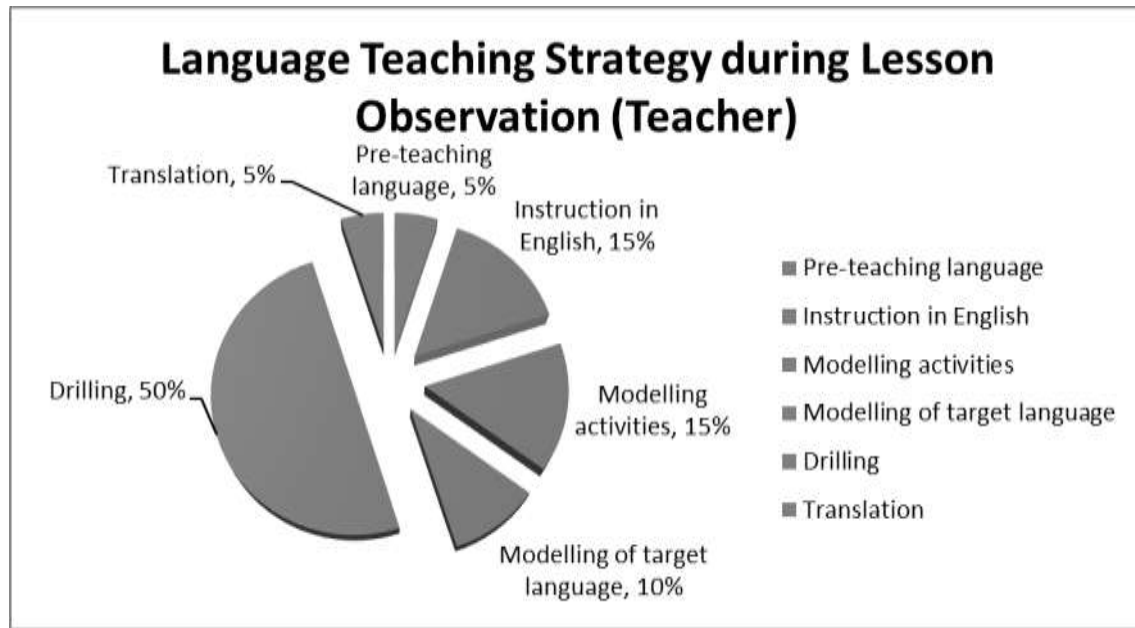 Language Teaching Strategy during Lesson
Observation (Teacher)
Pre-teaching
language, 5%
Translation, 5%
Instruction in
English, 15%
Modelling
activities, 15%
Modelling of target
language, 10%
Drilling, 50%
Pre-teaching language
Instruction in English
Modelling activities
Modelling of target language
Drilling
Translation